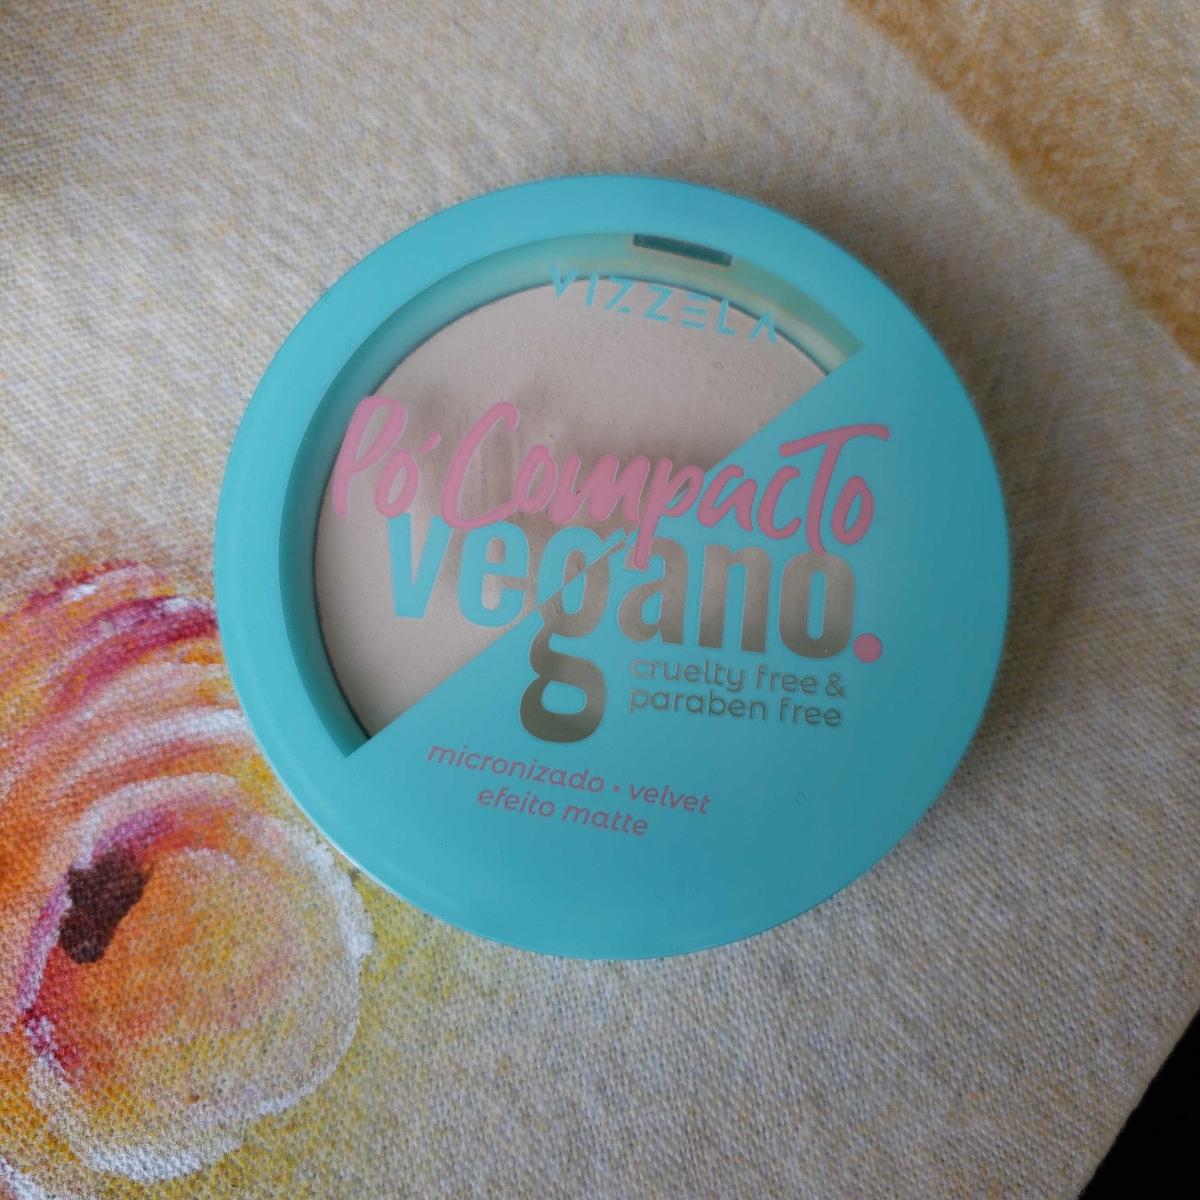 VIZZELA
Pó Compacto
vegano.
cruelty free &
paraben free
micronizado • velvet
efeito matte